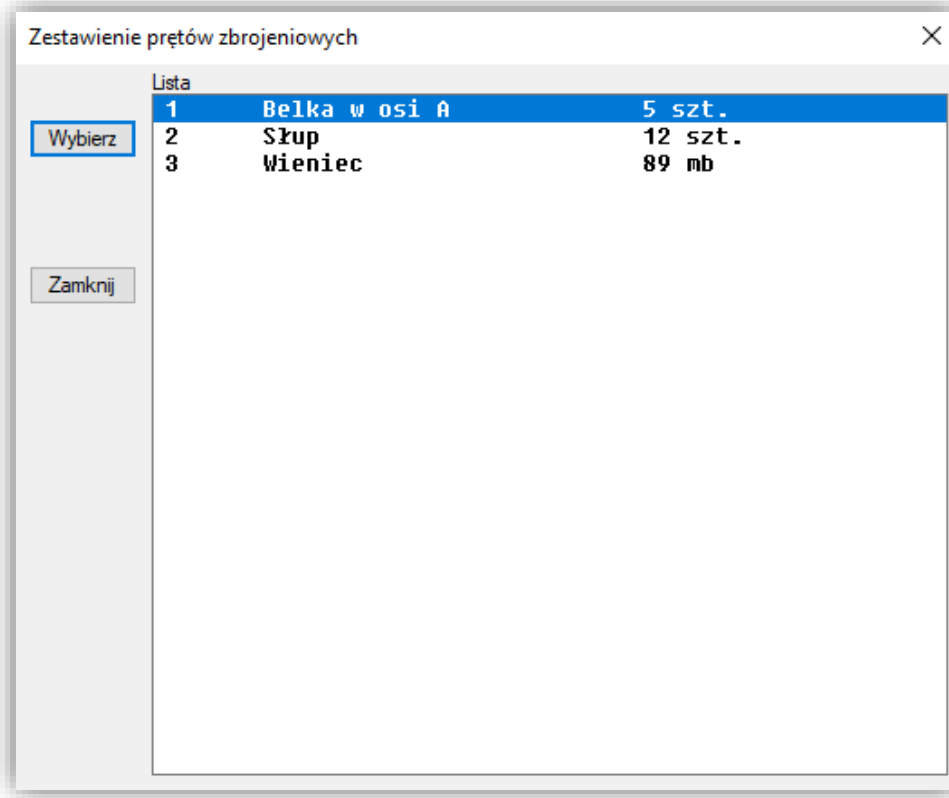 Zestawienie prętów zbrojeniowych
Lista
1 Belka w osi A 5 szt.
Wybierz
2 Słup 12 szt.
3 Wieniec 89 mb
Zamknij